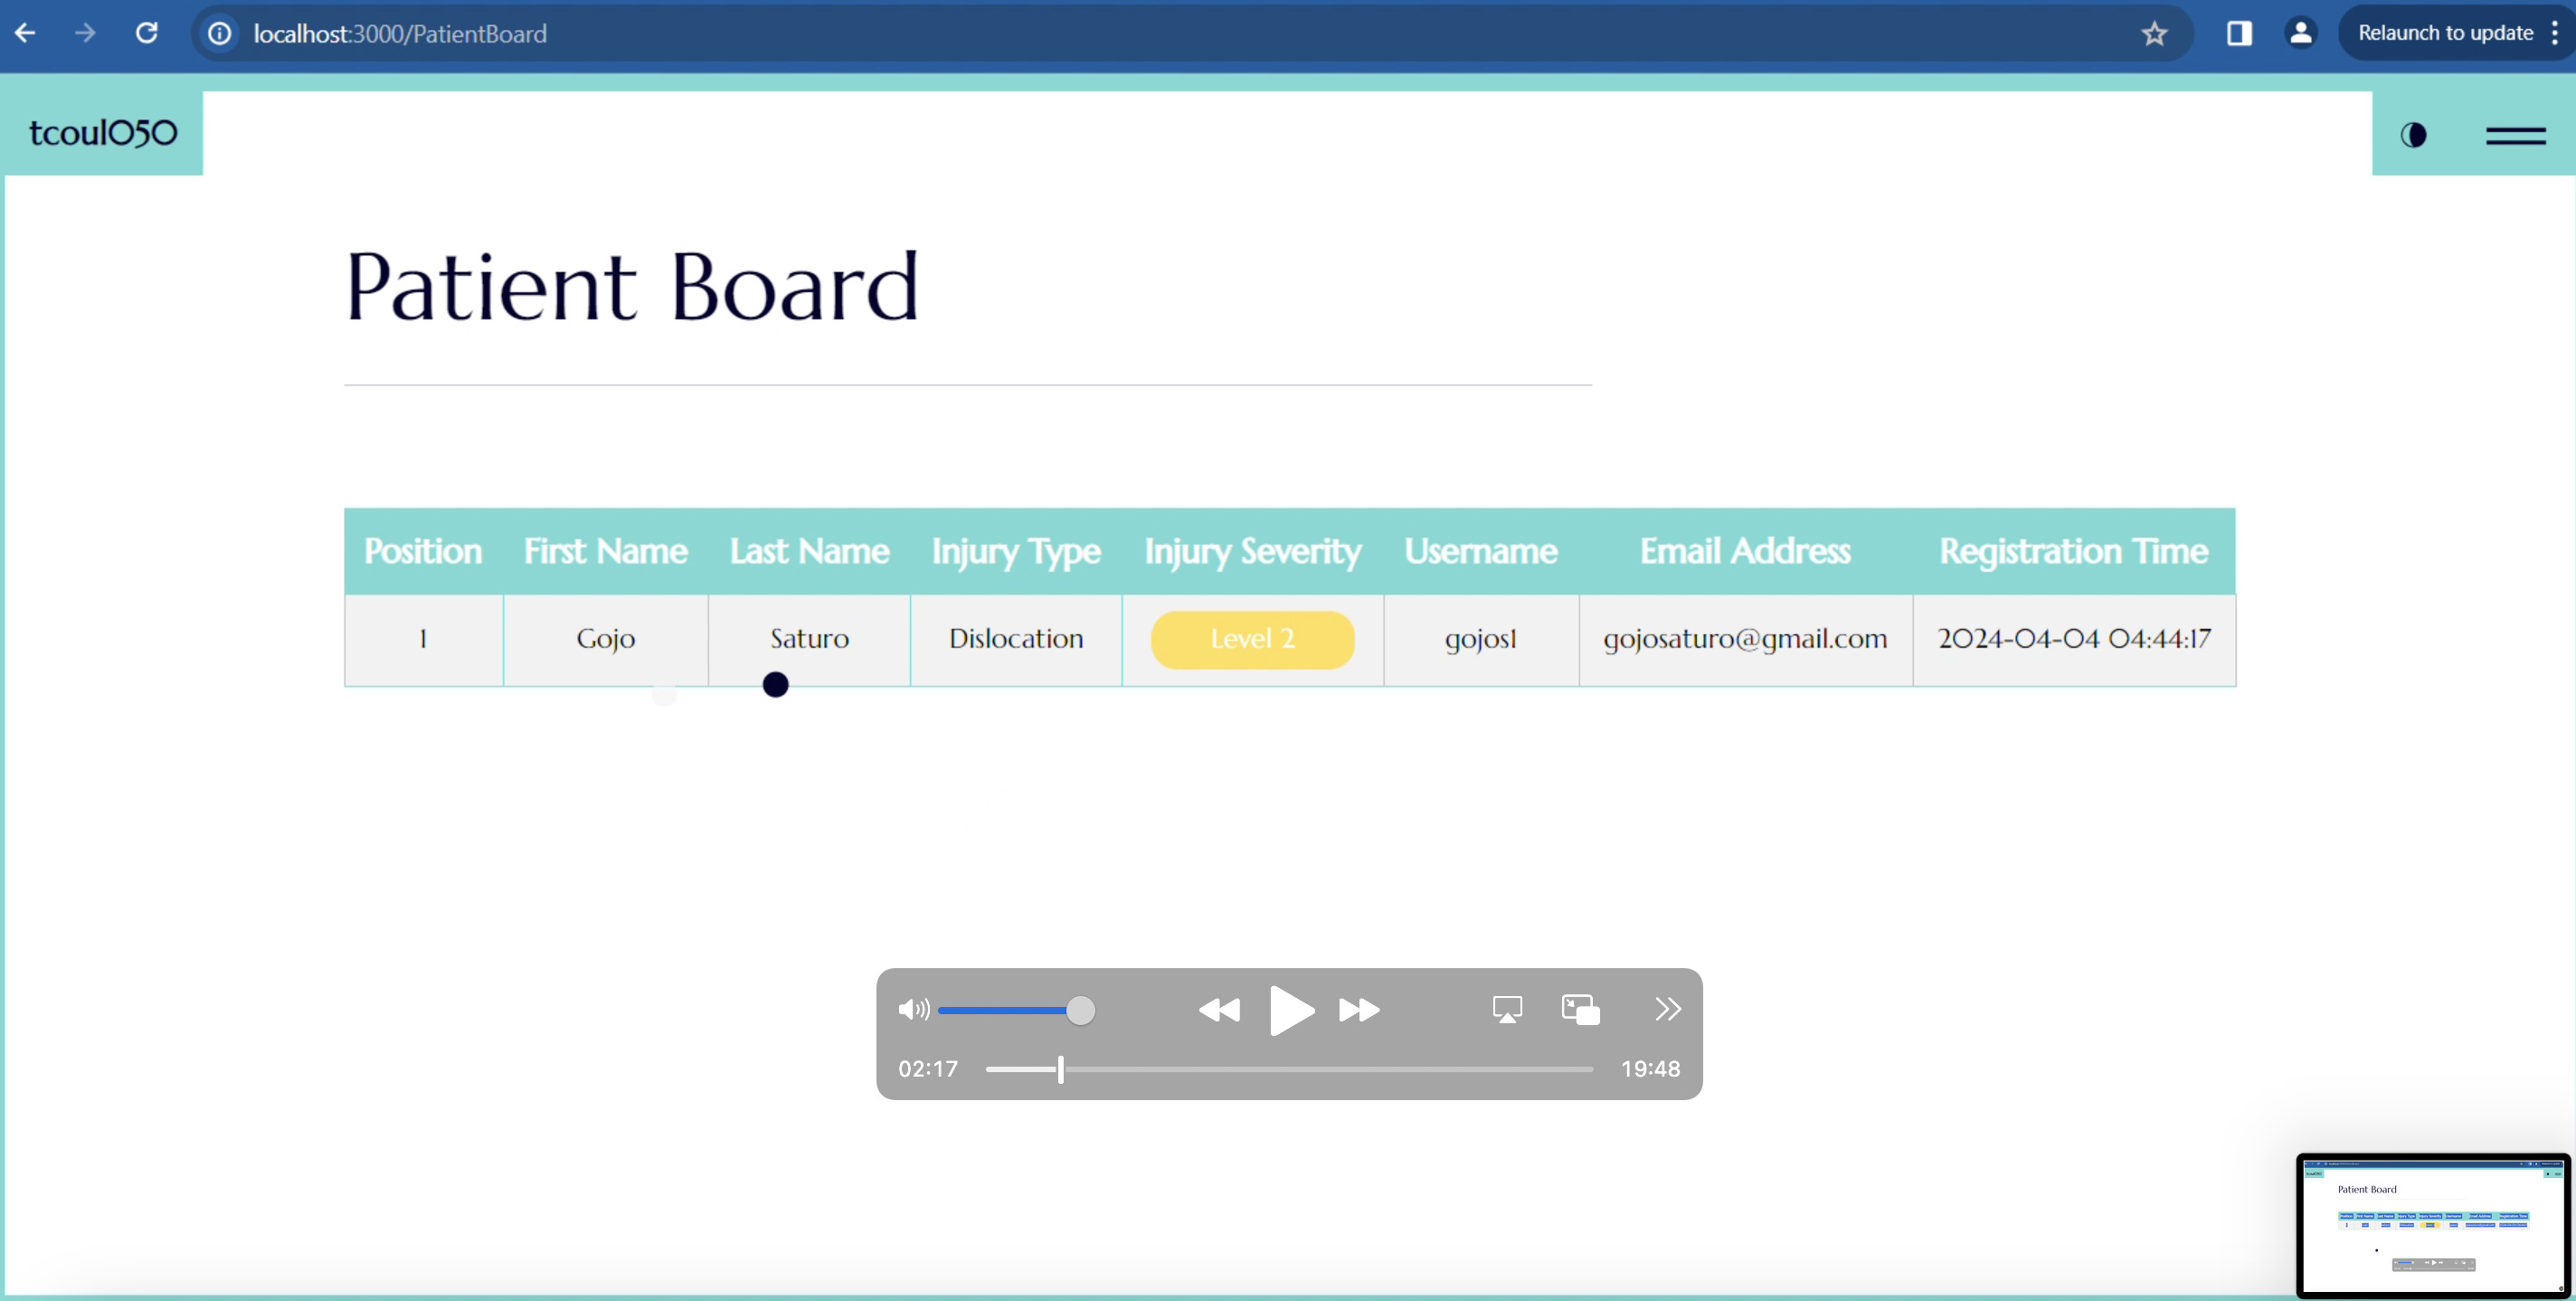 localhost:3000/PatientBoard
Relaunch to update
tcoul050
Patient Board
Position First Name Last Name Injury Type Injury Severity Username Email Address Registration Time
1 Gojo Saturo Dislocation Level 2 gojos1 gojosaturo@gmail.com 2024-04-04 04:44:17
02:17 19:48
Patient Board